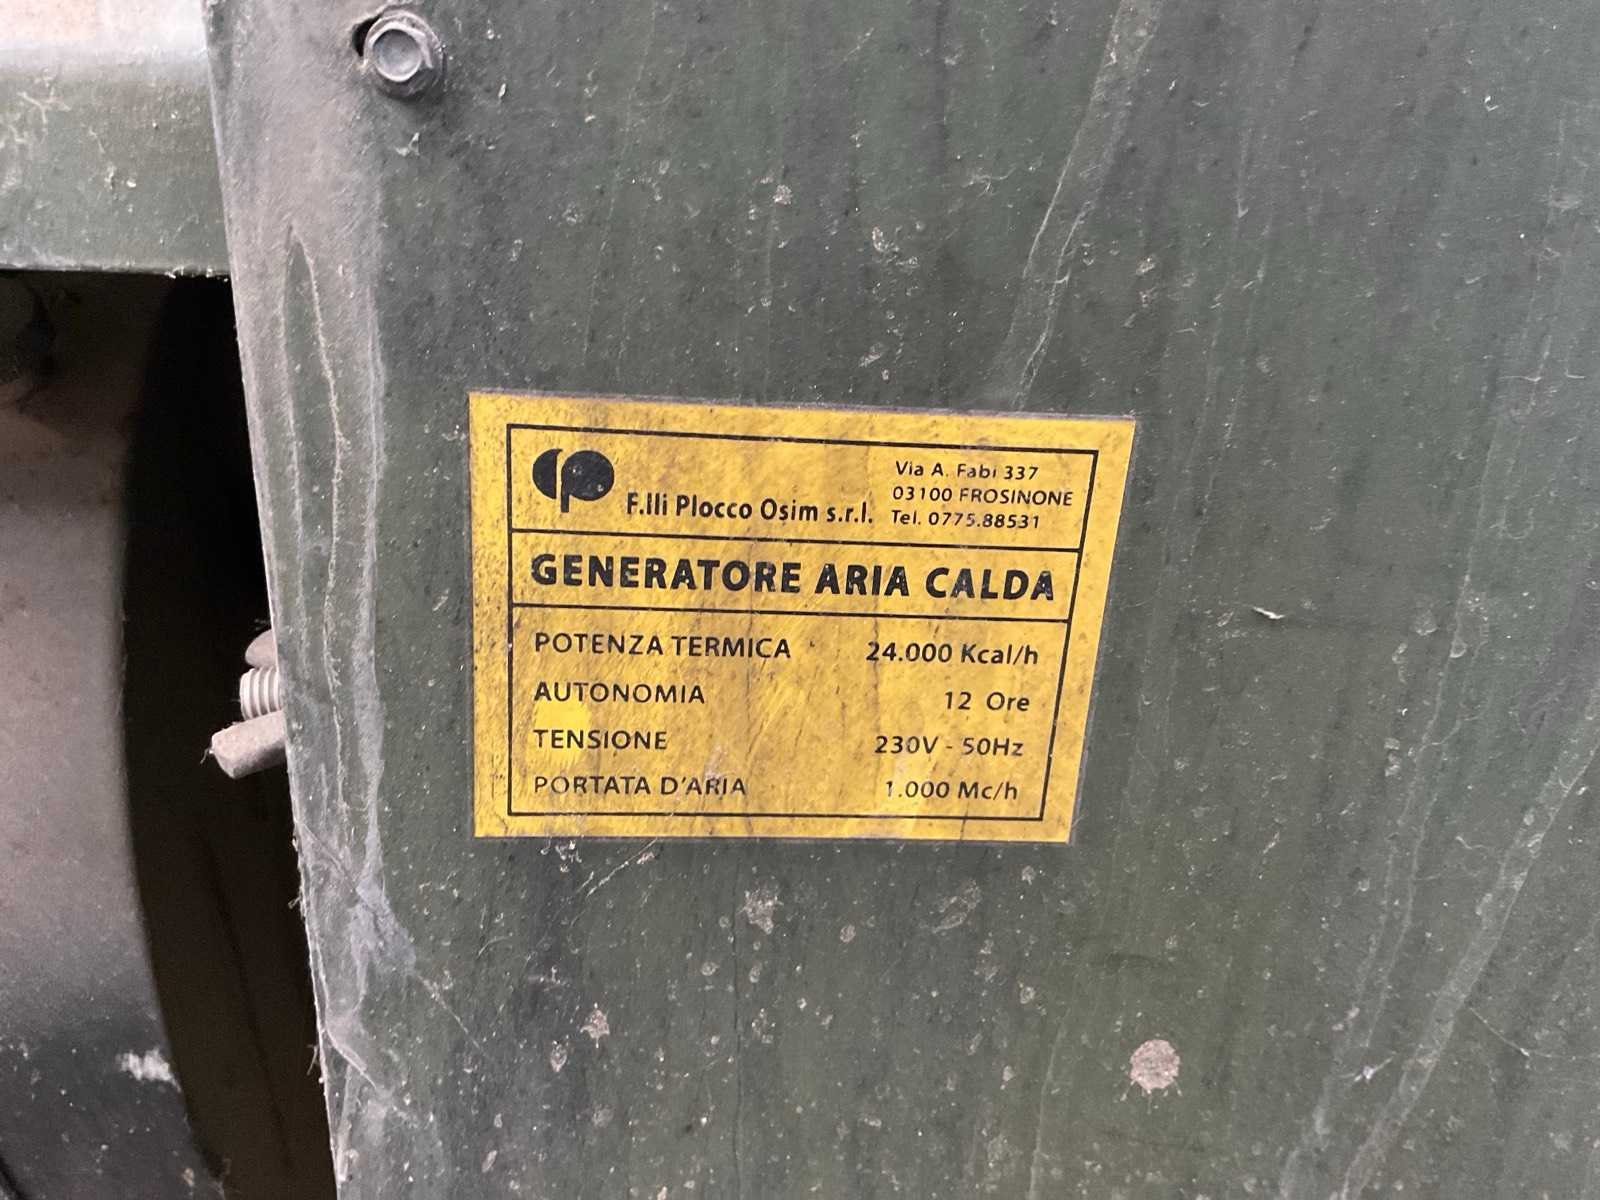 F.lli Plocco Osim s.r.l.
Via A. Fabi 337
03100 FROSINONE
Tel. 0775.88531
GENERATORE ARIA CALDA
POTENZA TERMICA 24.000 Kcal/h
AUTONOMIA 12 Ore
TENSIONE 230V - 50Hz
PORTATA D'ARIA 1.000 Mc/h